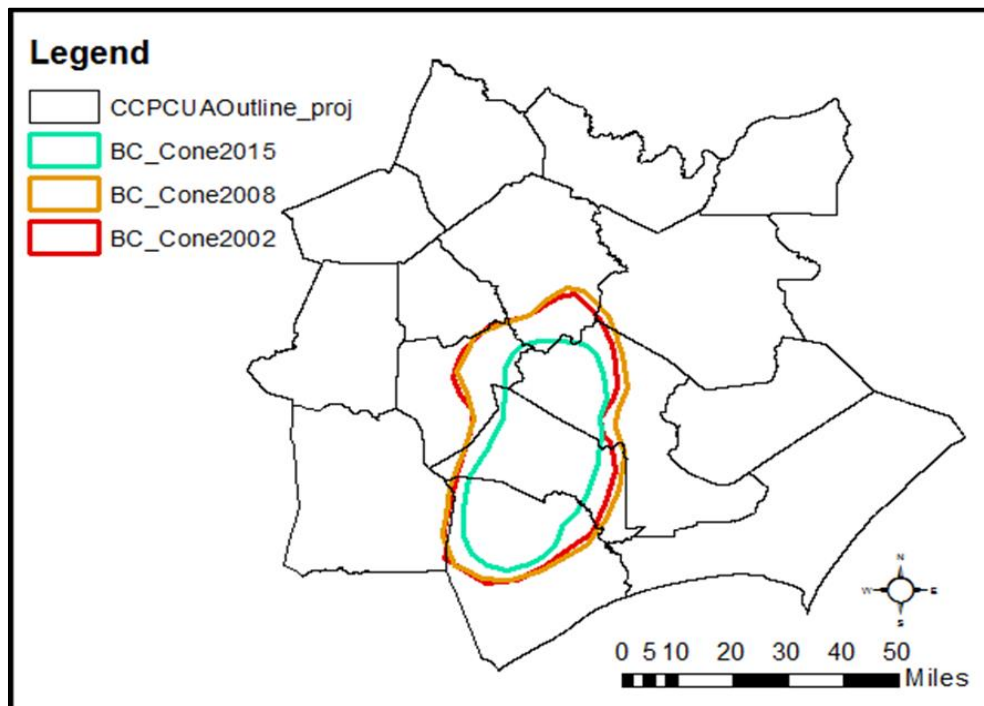 Legend
CCPCUAOutline_proj
BC_Cone2015
BC_Cone2008
BC_Cone2002
N
W E
S
0 5 10 20 30 40 50
Miles